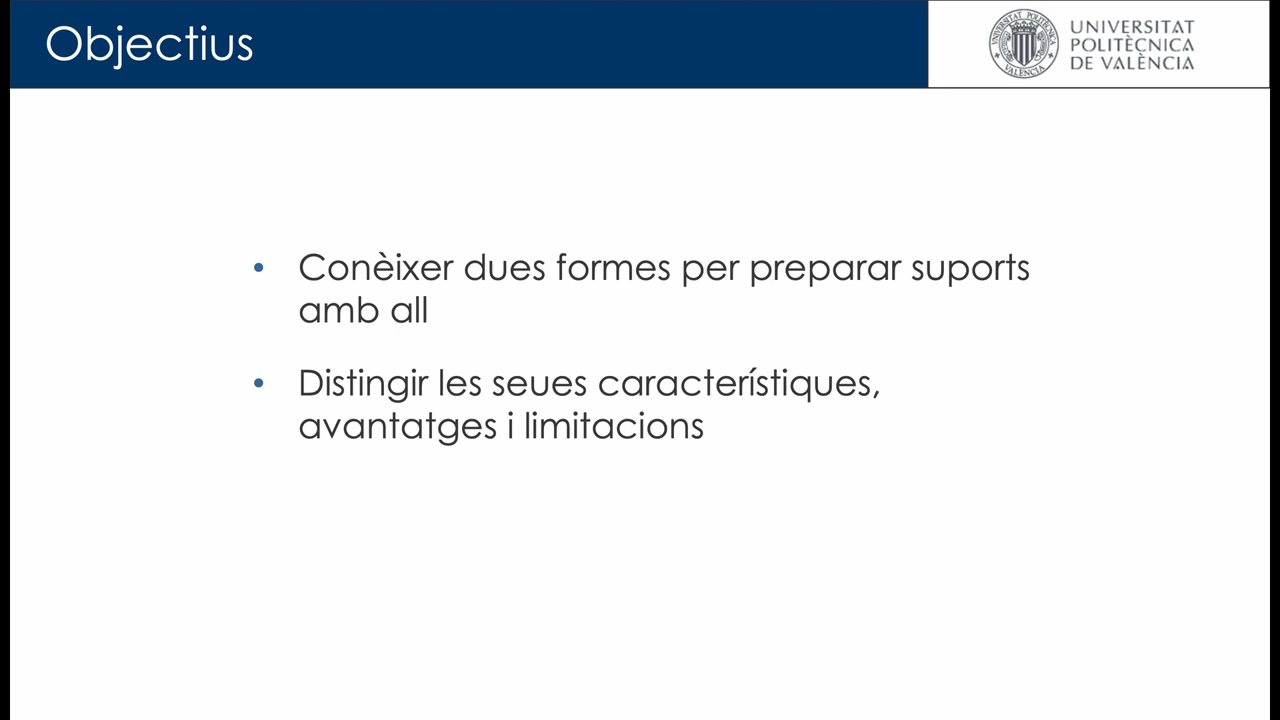 Objectius
UNIVERSITAT
POLITÈCNICA
DE VALÈNCIA
• Conèixer dues formes per preparar suports
amb all
• Distingir les seues característiques,
avantatges i limitacions